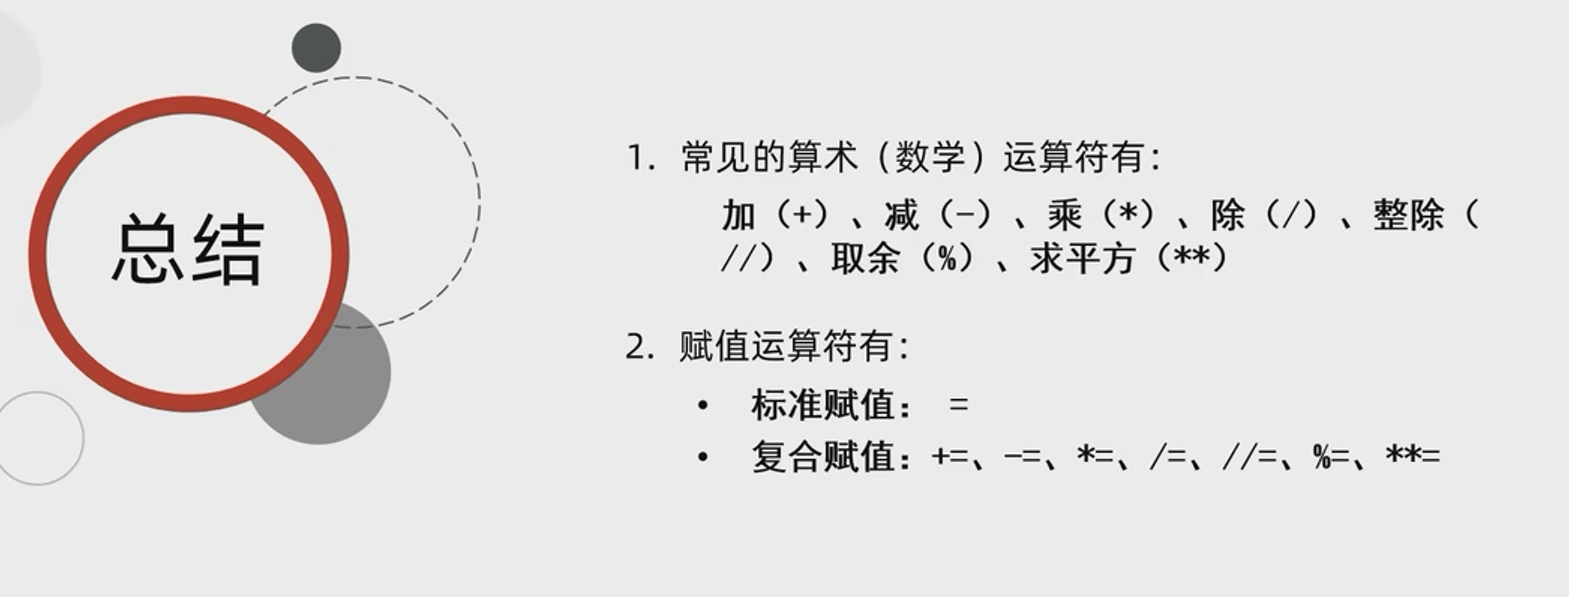 总结
1. 常见的算术（数学）运算符有：
加（+）、减（-）、乘（*）、除（/）、整除（
//）、取余（%）、求平方（**）
2. 赋值运算符有：
• 标准赋值： =
• 复合赋值：+=、-=、*=、/=、//=、%=、**=